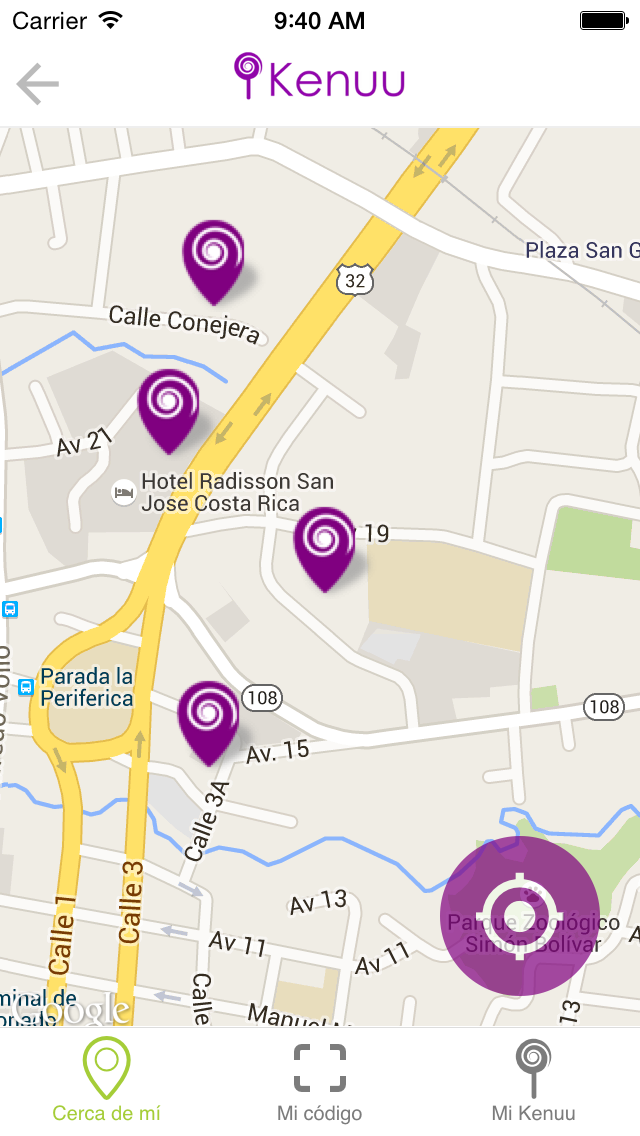 Carrier
9:40 AM
Kenuu
Plaza San G
32
Calle Conejera
Av 21
Hotel Radisson San
Jose Costa Rica
19
Parada la
Periferica
108
108
Av. 15
Calle 3A
Calle 3
Calle 1
Av 13
Parque Zoológico
Simón Bolívar
Av 11
Av 11
Calle
13
Google
Cerca de mí
Mi código
Mi Kenuu